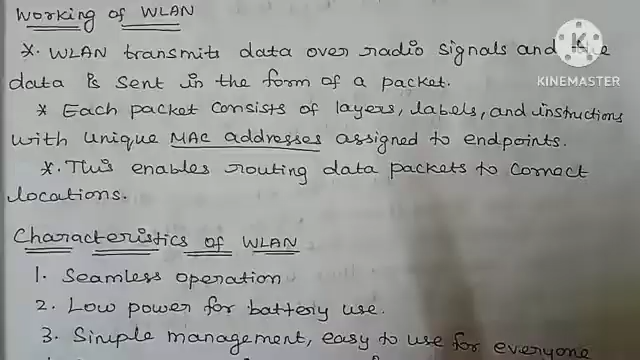 Working of WLAN
* WLAN transmits data over radio signals and the
data is sent in the form of a packet.
* Each packet consists of layers, labels, and instructions
with unique MAC addresses assigned to endpoints.
* This enables routing data packets to correct
locations.
Characteristics of WLAN
1. Seamless operation
2. Low power for battery use.
3. Simple management, easy to use for everyone
K
KINEMASTER